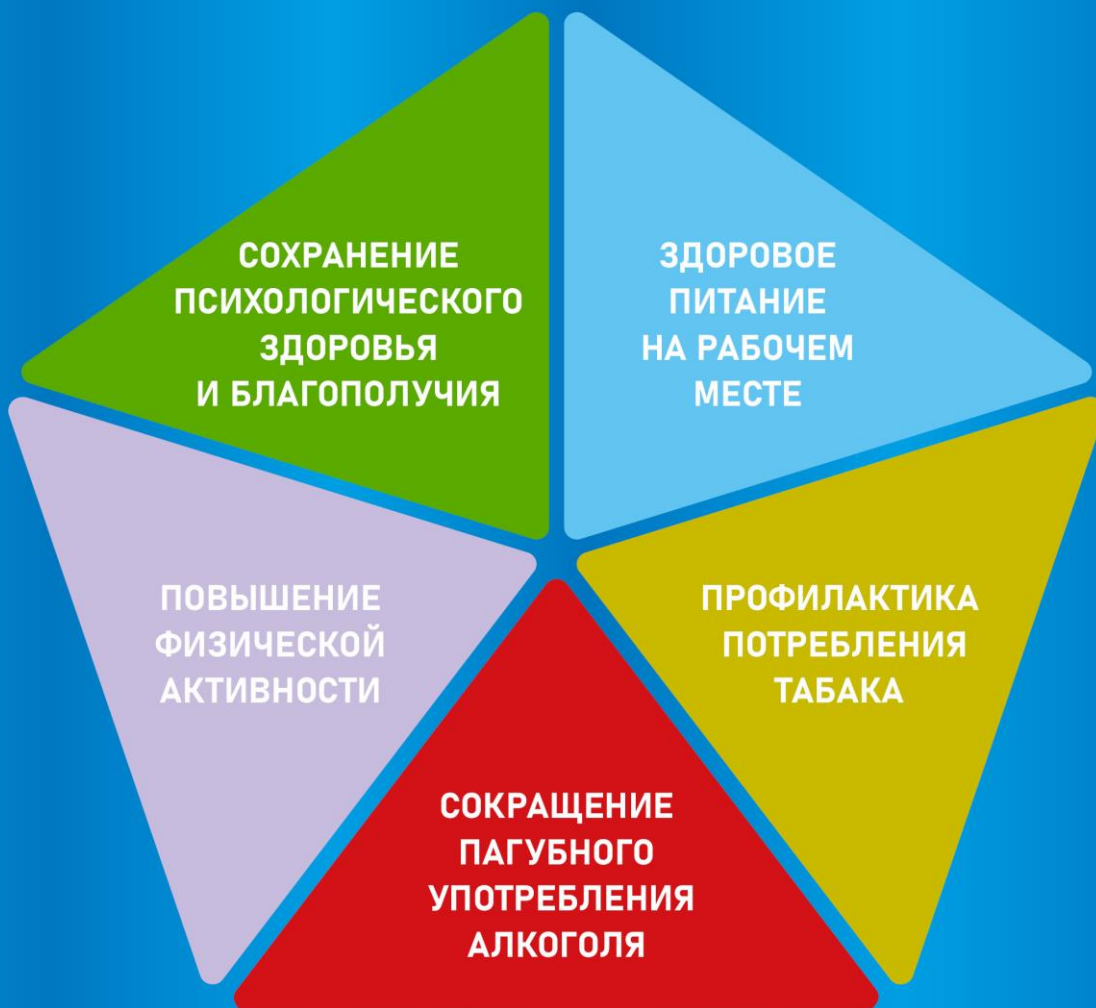 СОХРАНЕНИЕ
ПСИХОЛОГИЧЕСКОГО
ЗДОРОВЬЯ
И БЛАГОПОЛУЧИЯ
ЗДОРОВОЕ
ПИТАНИЕ
НА РАБОЧЕМ
МЕСТЕ
ПОВЫШЕНИЕ
ФИЗИЧЕСКОЙ
АКТИВНОСТИ
ПРОФИЛАКТИКА
ПОТРЕБЛЕНИЯ
ТАБАКА
СОКРАЩЕНИЕ
ПАГУБНОГО
УПОТРЕБЛЕНИЯ
АЛКОГОЛЯ